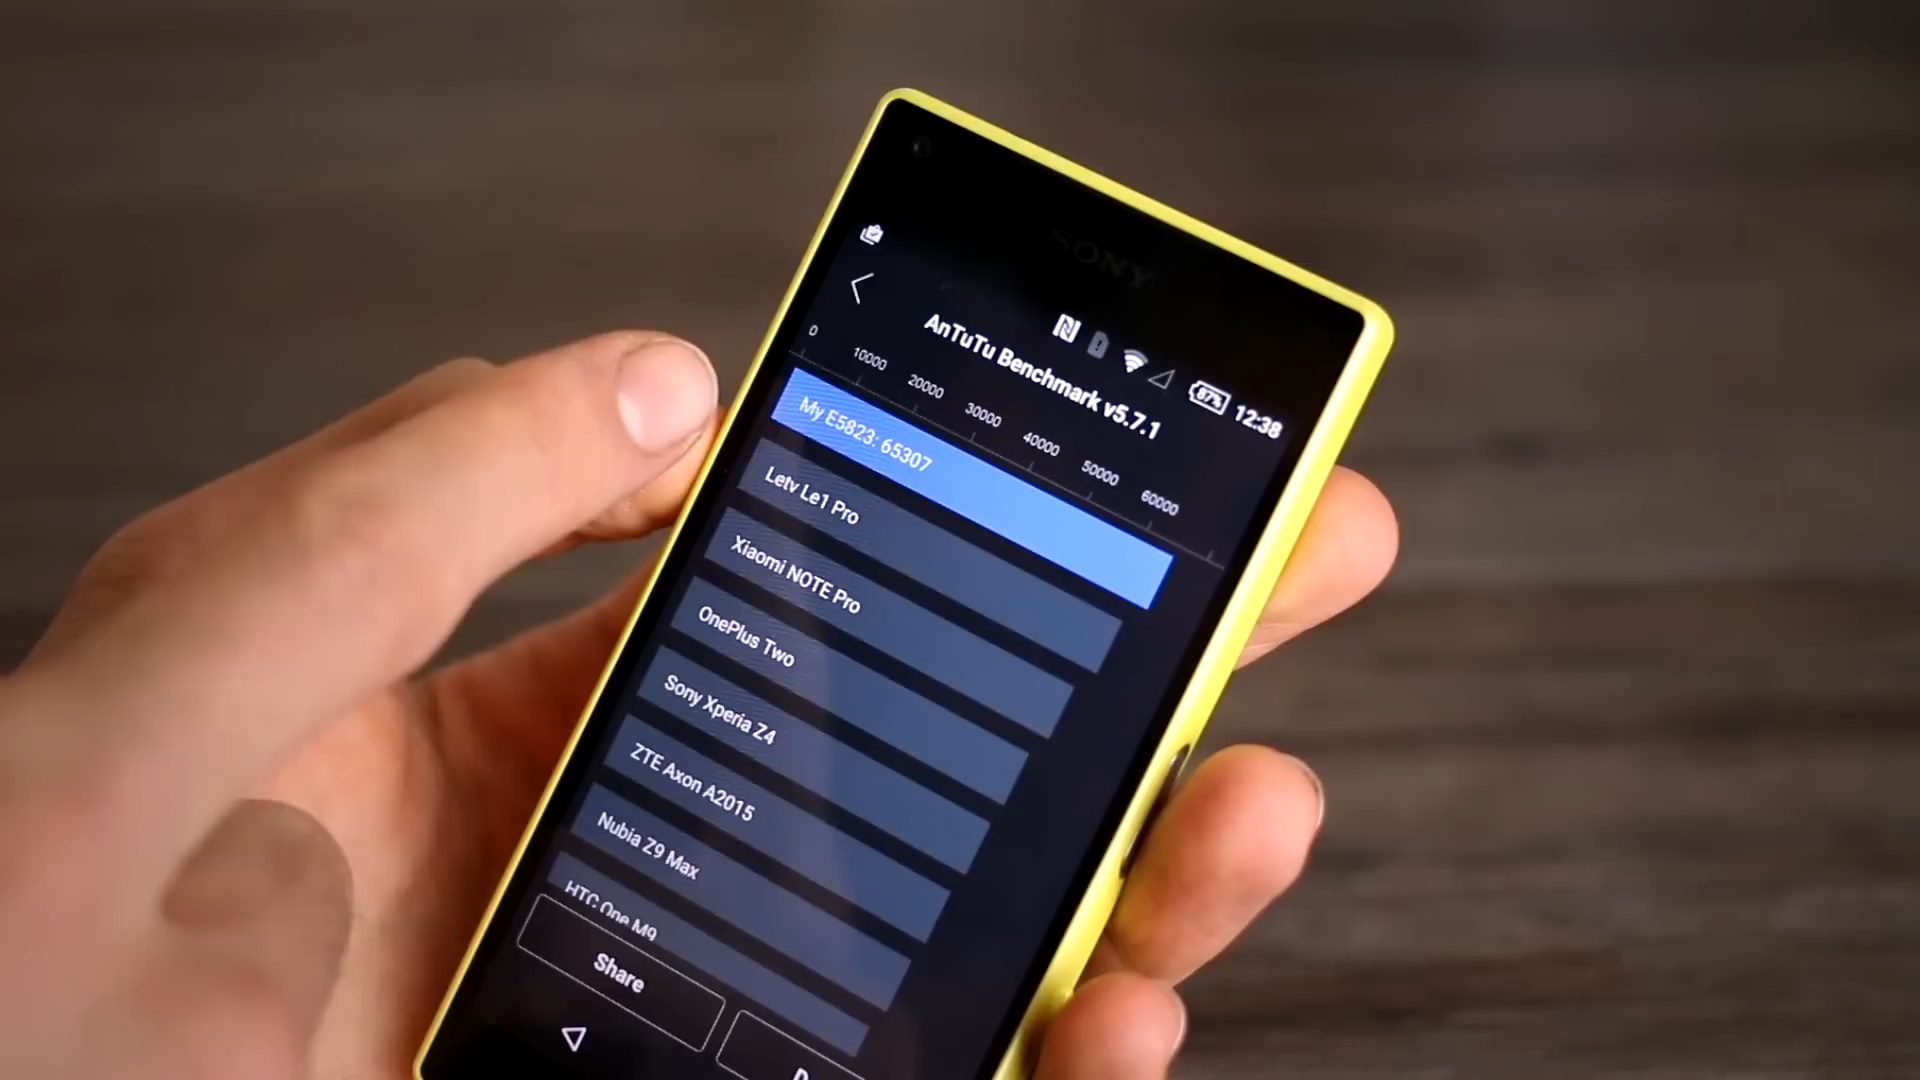 SONY
87% 12:38
AnTuTu Benchmark v5.7.1
0 10000 20000 30000 40000 50000 60000
My E5823: 65307
Letv Le1 Pro
Xiaomi NOTE Pro
OnePlus Two
Sony Xperia Z4
ZTE Axon A2015
Nubia Z9 Max
HTC One M9
Share